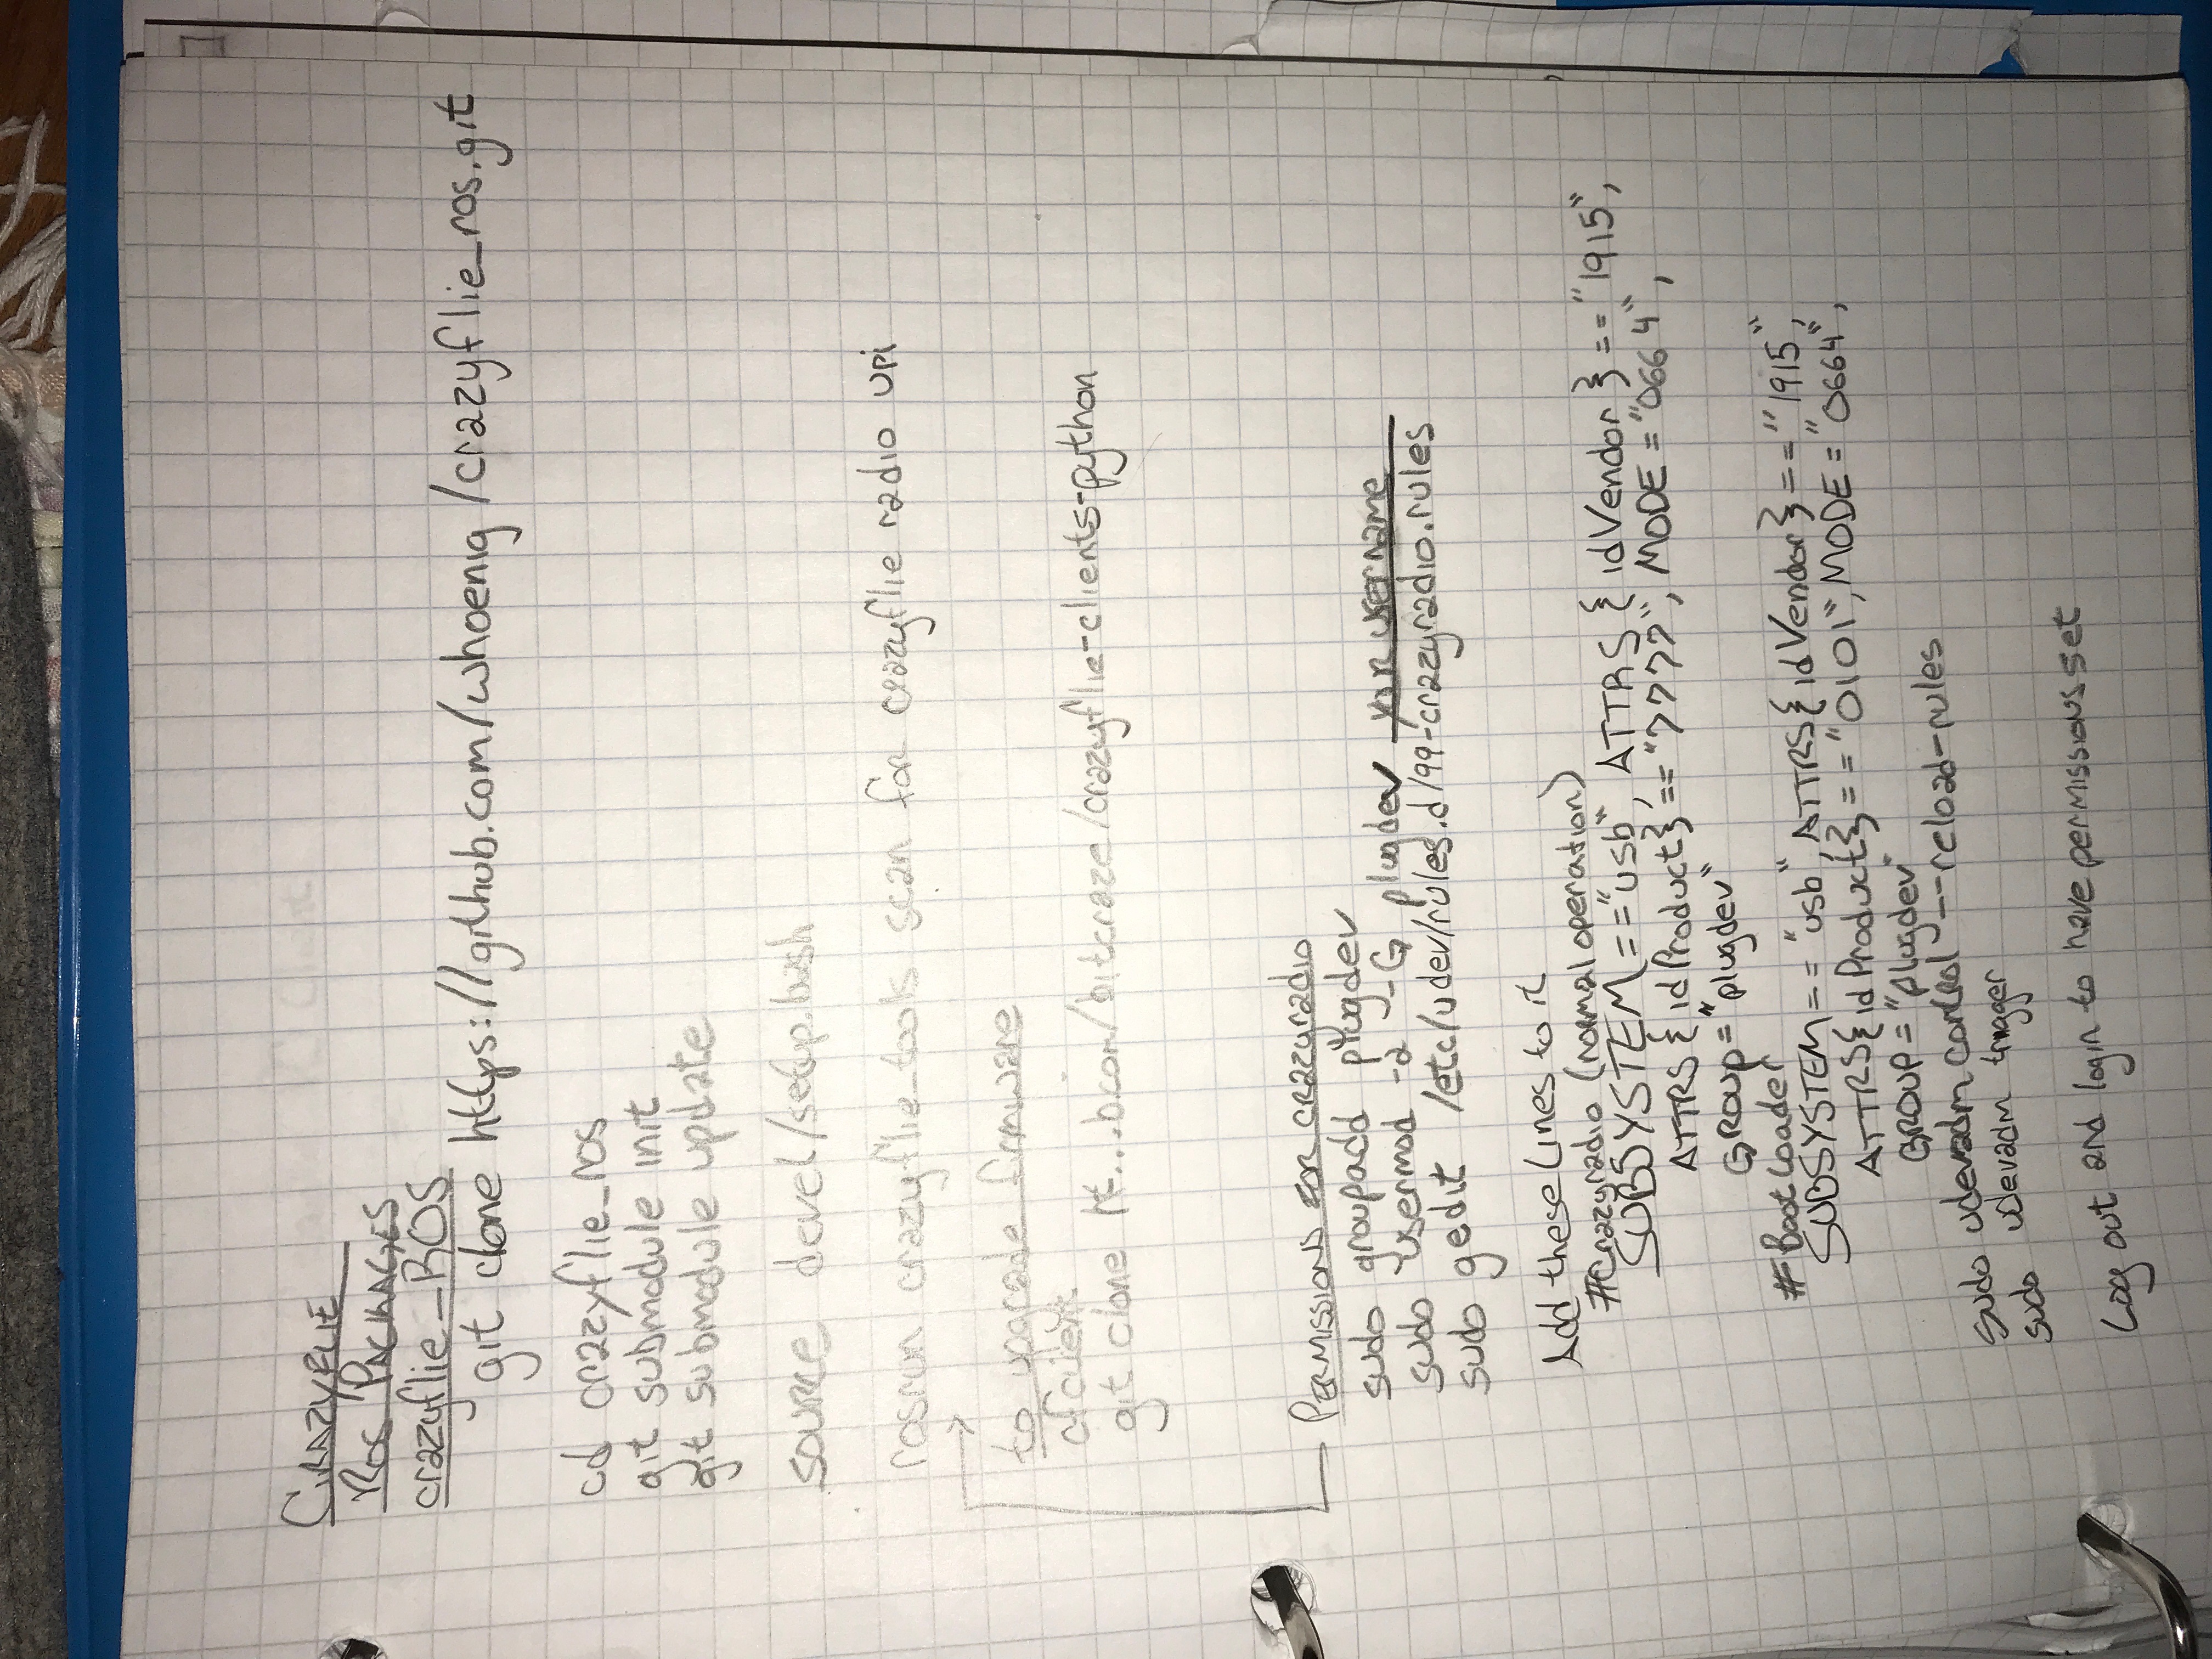 CRAZYFLIE
ROS PACKAGES
crazyflie_ROS
git clone https://github.com/whoenig/crazyflie_ros.git
cd crazyflie_ros
git submodule init
git submodule update
source devel/setup.bash
rosrun crazyflie_tools scan for crazyflie radio uri
to upgrade firmware
cfclient
git clone ht...b.com/bitcraze/crazyflie-clients-python
PERMISSIONS FOR crazyradio
sudo groupadd plugdev
sudo usermod -a -G plugdev your username
sudo gedit /etc/udev/rules.d/99-crazyradio.rules
Add these lines to it
#Crazyradio (normal operation)
SUBSYSTEM=="usb", ATTRS{idVendor}=="1915",
ATTRS{idProduct}=="7777", MODE="0664",
GROUP="plugdev"
#Bootloader
SUBSYSTEM=="usb", ATTRS{idVendor}=="1915",
ATTRS{idProduct}=="0101", MODE="0664",
GROUP="plugdev"
sudo udevadm control --reload-rules
sudo udevadm trigger
Log out and login to have permissions set